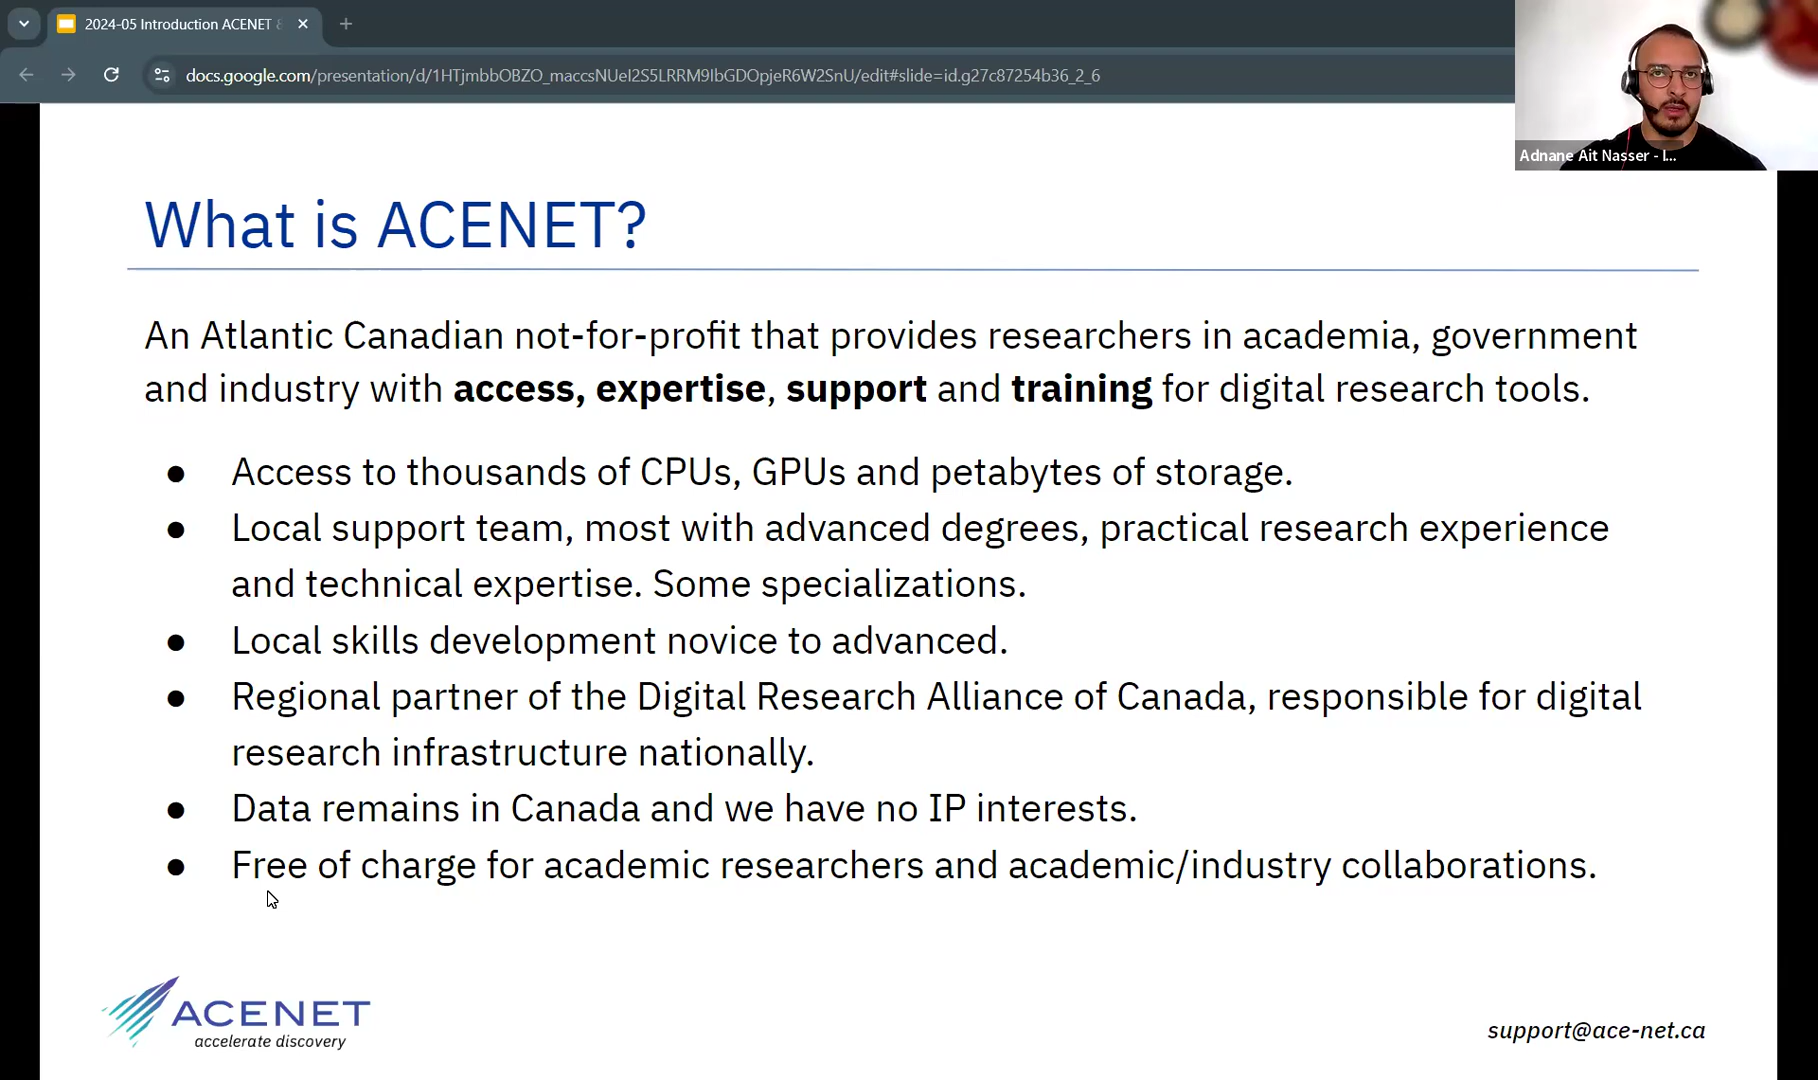 2024-05 Introduction ACENET &
docs.google.com/presentation/d/1HTjmbbOBZO_maccsNUeI2S5LRRM9IbGDOpjeR6W2SnU/edit#slide=id.g27c87254b36_2_6
Adnane Ait Nasser - I...
What is ACENET?
An Atlantic Canadian not-for-profit that provides researchers in academia, government
and industry with access, expertise, support and training for digital research tools.
● Access to thousands of CPUs, GPUs and petabytes of storage.
● Local support team, most with advanced degrees, practical research experience
and technical expertise. Some specializations.
● Local skills development novice to advanced.
● Regional partner of the Digital Research Alliance of Canada, responsible for digital
research infrastructure nationally.
● Data remains in Canada and we have no IP interests.
● Free of charge for academic researchers and academic/industry collaborations.
ACENET
accelerate discovery
support@ace-net.ca